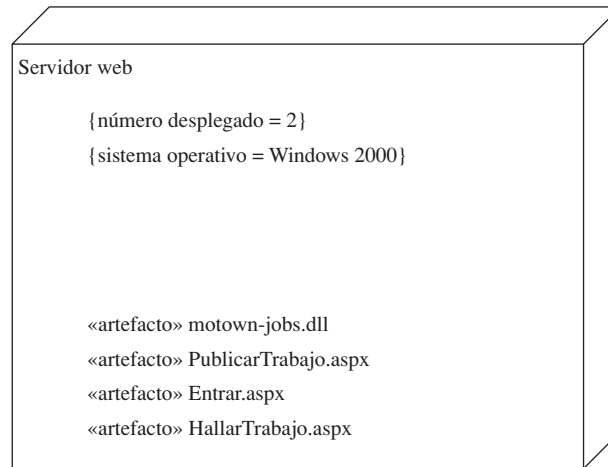 Servidor web
{número desplegado = 2}
{sistema operativo = Windows 2000}
«artefacto» motown-jobs.dll
«artefacto» PublicarTrabajo.aspx
«artefacto» Entrar.aspx
«artefacto» HallarTrabajo.aspx